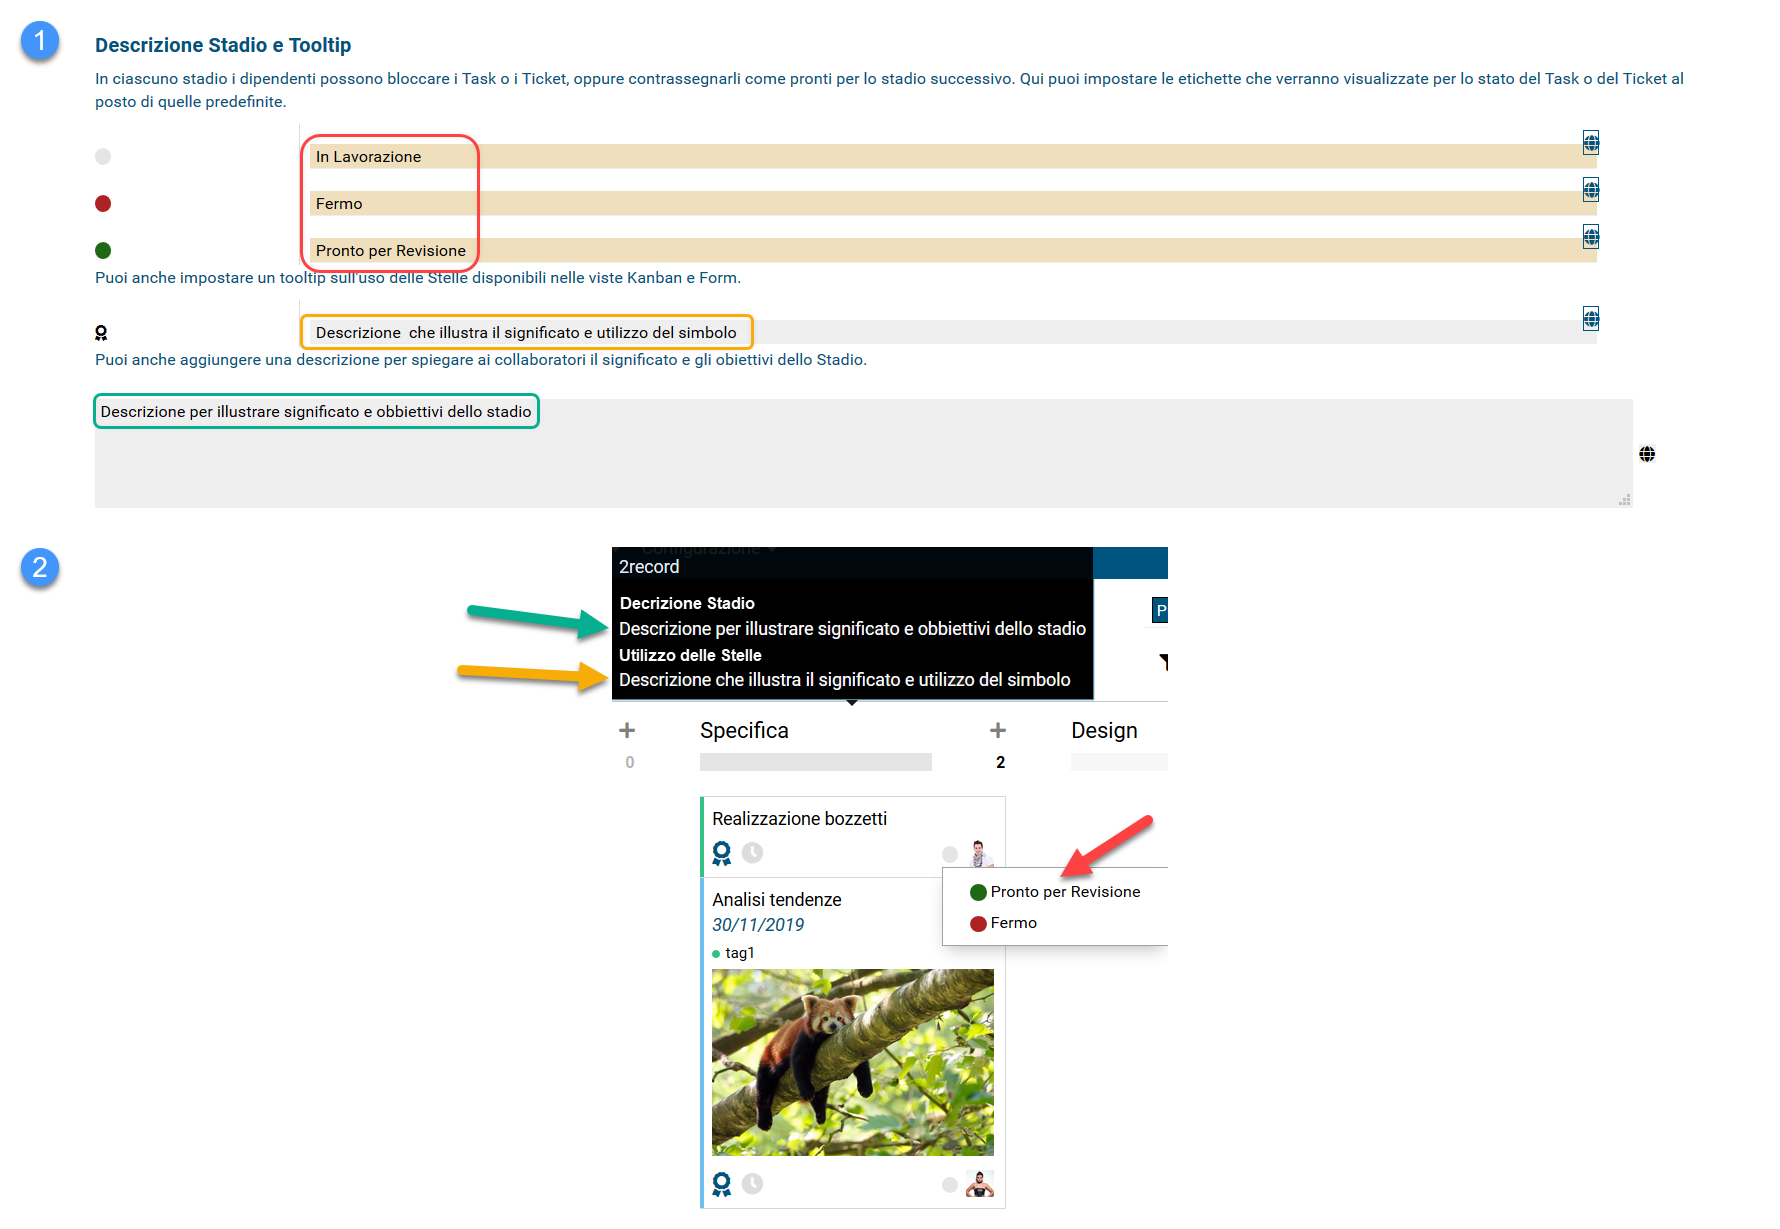 1
Descrizione Stadio e Tooltip
In ciascuno stadio i dipendenti possono bloccare i Task o i Ticket, oppure contrassegnarli come pronti per lo stadio successivo. Qui puoi impostare le etichette che verranno visualizzate per lo stato del Task o del Ticket al
posto di quelle predefinite.
In Lavorazione
Fermo
Pronto per Revisione
Puoi anche impostare un tooltip sull'uso delle Stelle disponibili nelle viste Kanban e Form.
Descrizione  che illustra il significato e utilizzo del simbolo
Puoi anche aggiungere una descrizione per spiegare ai collaboratori il significato e gli obiettivi dello Stadio.
Descrizione per illustrare significato e obbiettivi dello stadio
2
Configurazione
2record
Decrizione Stadio
Descrizione per illustrare significato e obbiettivi dello stadio
Utilizzo delle Stelle
Descrizione che illustra il significato e utilizzo del simbolo
P
+ Specifica + Design
0 2
Realizzazione bozzetti
Pronto per Revisione
Fermo
Analisi tendenze
30/11/2019
tag1